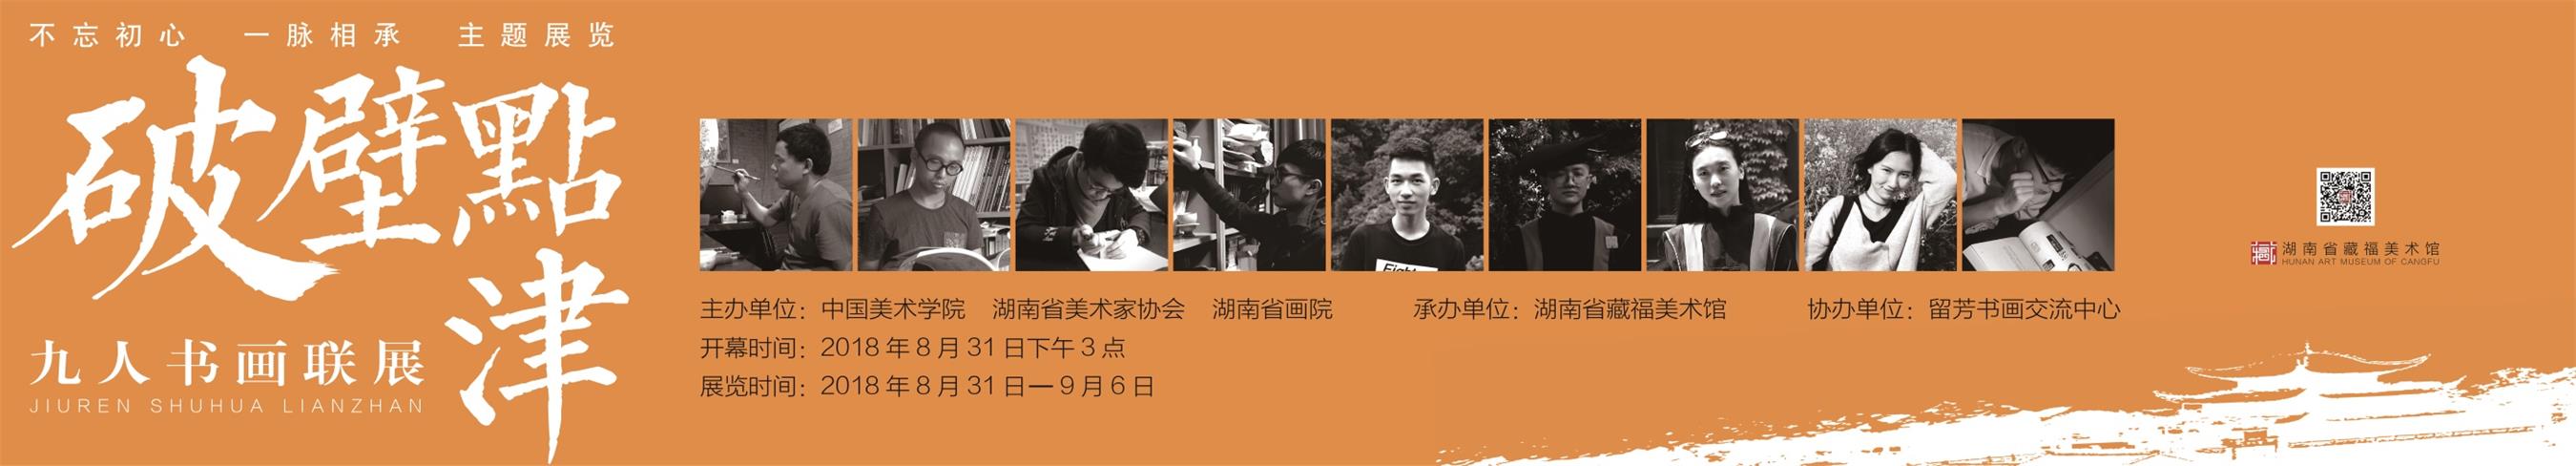 不忘初心 一脉相承 主题展览
破壁點津
九人书画联展
JIUREN SHUHUA LIANZHAN
Fight
主办单位：中国美术学院 湖南省美术家协会 湖南省画院 承办单位：湖南省藏福美术馆 协办单位：留芳书画交流中心
开幕时间：2018 年 8 月 31 日下午 3 点
展览时间：2018 年 8 月 31 日—9 月 6 日
湖南省藏福美术馆
HUNAN ART MUSEUM OF CANGFU